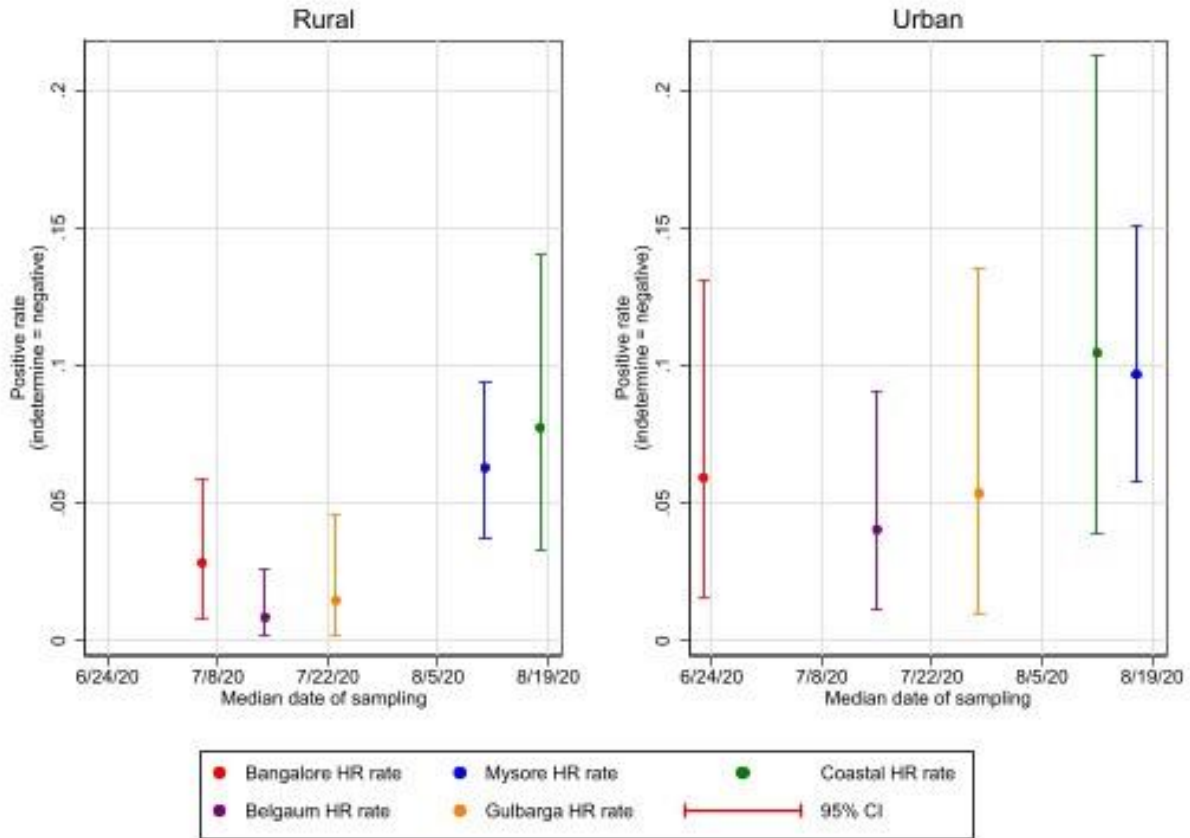 Rural
Urban
Positive rate
(indetermine = negative)
.2
.15
.1
.05
0
6/24/20 7/8/20 7/22/20 8/5/20 8/19/20
Median date of sampling
Positive rate
(indetermine = negative)
.2
.15
.1
.05
0
6/24/20 7/8/20 7/22/20 8/5/20 8/19/20
Median date of sampling
Bangalore HR rate Mysore HR rate Coastal HR rate
Belgaum HR rate Gulbarga HR rate 95% CI